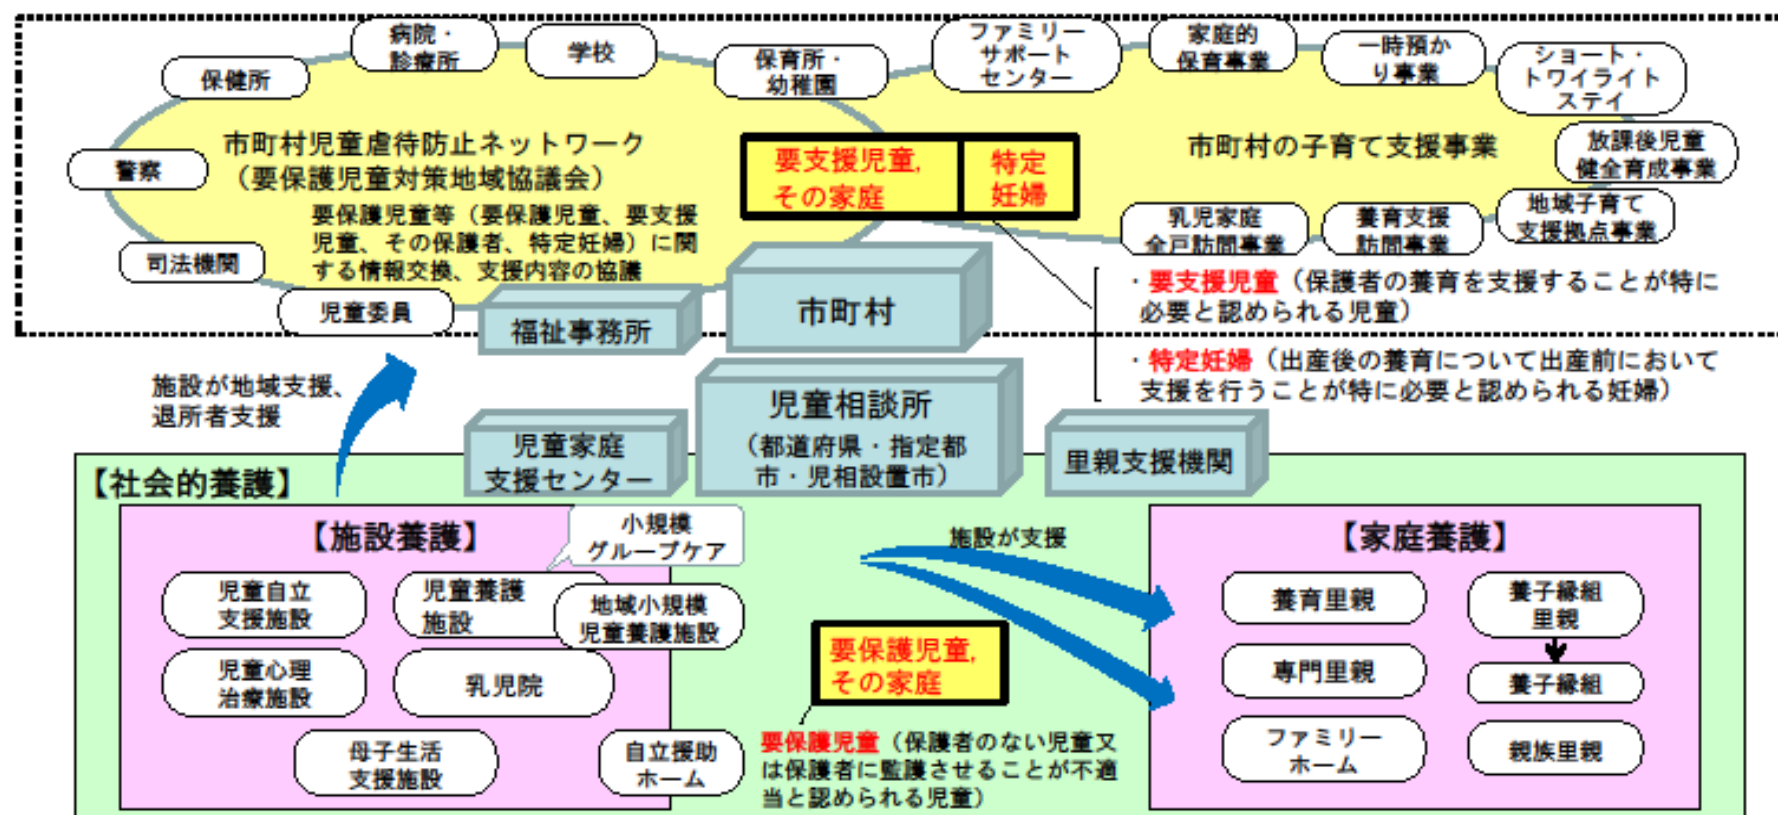 病院・
診療所
学校
保育所・
幼稚園
ファミリー
サポート
センター
家庭的
保育事業
一時預か
り事業
ショート・
トワイライト
ステイ
保健所
警察
司法機関
児童委員
市町村児童虐待防止ネットワーク
（要保護児童対策地域協議会）
要保護児童等（要保護児童、要支援
児童、その保護者、特定妊婦）に関
する情報交換、支援内容の協議
要支援児童,
その家庭
特定
妊婦
市町村の子育て支援事業
放課後児童
健全育成事業
地域子育て
支援拠点事業
養育支援
訪問事業
乳児家庭
全戸訪問事業
福祉事務所
市町村
・要支援児童（保護者の養育を支援することが特に
必要と認められる児童）
・特定妊婦（出産後の養育について出産前において
支援を行うことが特に必要と認められる妊婦）
施設が地域支援、
退所者支援
児童相談所
（都道府県・指定都
市・児相設置市）
児童家庭
支援センター
里親支援機関
【社会的養護】
【施設養護】
小規模
グループケア
児童自立
支援施設
児童養護
施設
地域小規模
児童養護施設
児童心理
治療施設
乳児院
母子生活
支援施設
自立援助
ホーム
施設が支援
要保護児童,
その家庭
要保護児童（保護者のない児童又
は保護者に監護させることが不適
当と認められる児童）
【家庭養護】
養育里親
養子縁組
里親
専門里親
養子縁組
ファミリー
ホーム
親族里親